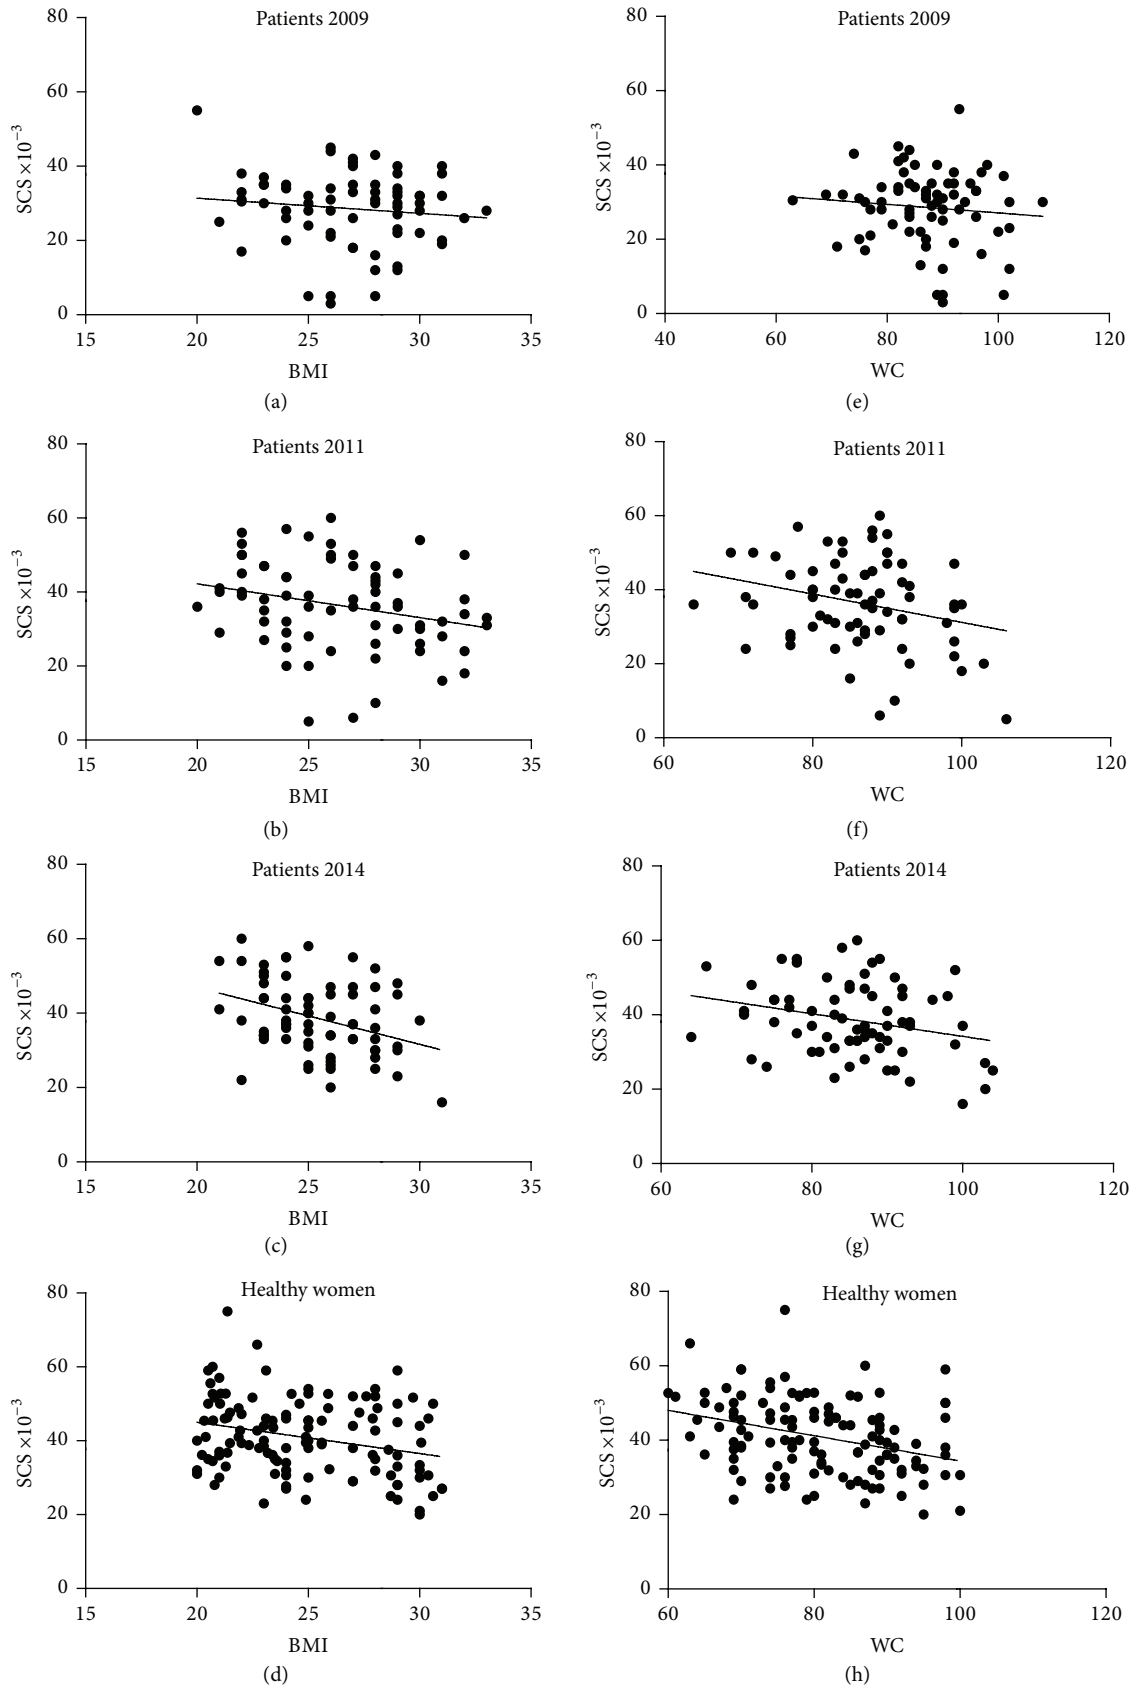 Patients 2009
80
60
40
20
0
SCS ×10⁻³
15 20 25 30 35
BMI
(a)
Patients 2009
80
60
40
20
0
SCS ×10⁻³
40 60 80 100 120
WC
(e)
Patients 2011
80
60
40
20
0
SCS ×10⁻³
15 20 25 30 35
BMI
(b)
Patients 2011
80
60
40
20
0
SCS ×10⁻³
60 80 100 120
WC
(f)
Patients 2014
80
60
40
20
0
SCS ×10⁻³
15 20 25 30 35
BMI
(c)
Patients 2014
80
60
40
20
0
SCS ×10⁻³
60 80 100 120
WC
(g)
Healthy women
80
60
40
20
0
SCS ×10⁻³
15 20 25 30 35
BMI
(d)
Healthy women
80
60
40
20
0
SCS ×10⁻³
60 80 100 120
WC
(h)